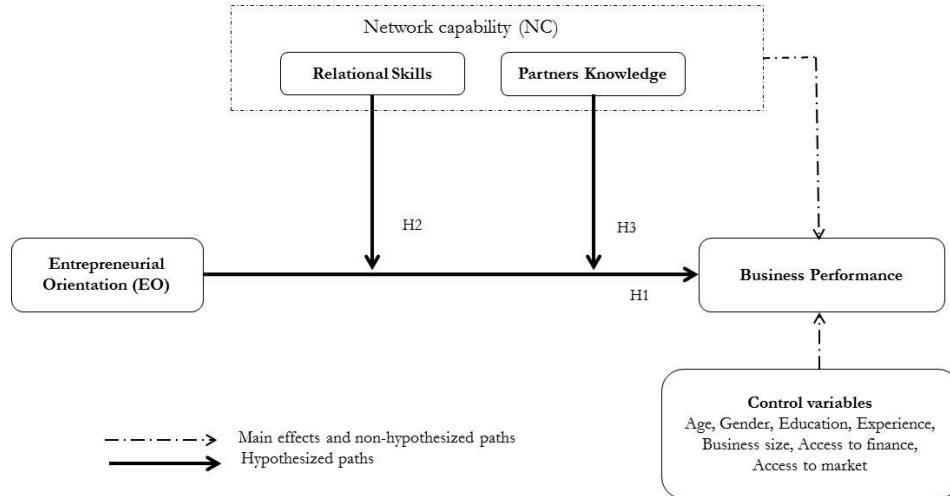 Network capability (NC)
Relational Skills
Partners Knowledge
H2
H3
Entrepreneurial
Orientation (EO)
Business Performance
H1
Control variables
Age, Gender, Education, Experience,
Business size, Access to finance,
Access to market
Main effects and non-hypothesized paths
Hypothesized paths